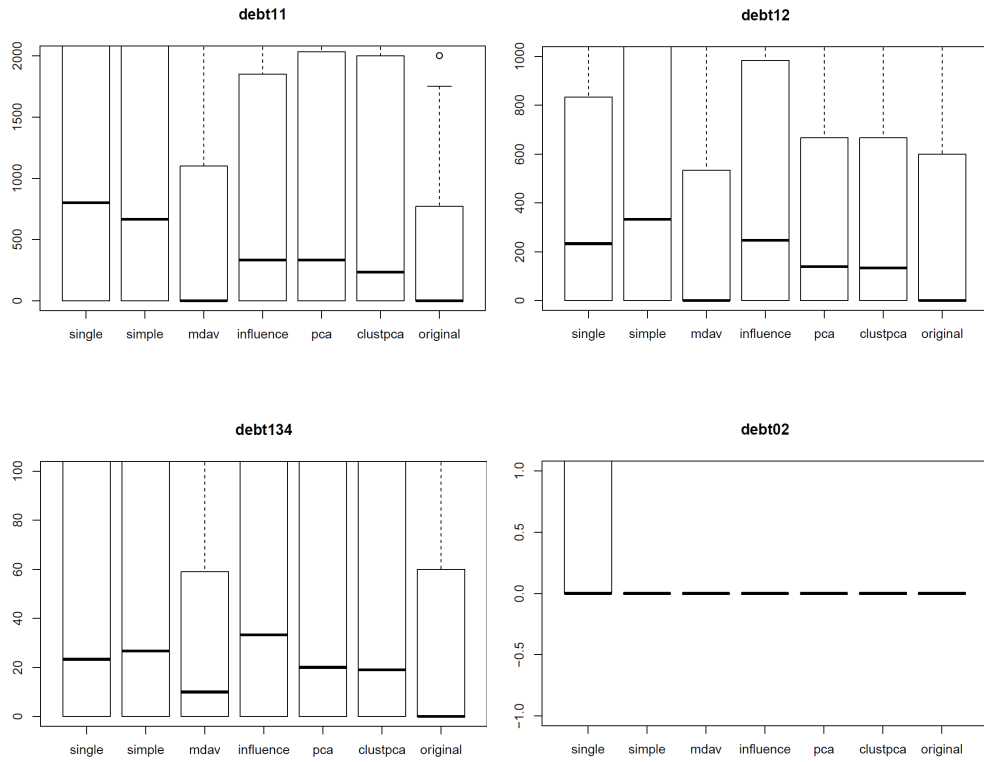 debt11
2000
1500
1000
500
0
single simple mdav influence pca clustpca original
debt12
1000
800
600
400
200
0
single simple mdav influence pca clustpca original
debt134
100
80
60
40
20
0
single simple mdav influence pca clustpca original
debt02
1.0
0.5
0.0
−0.5
−1.0
single simple mdav influence pca clustpca original